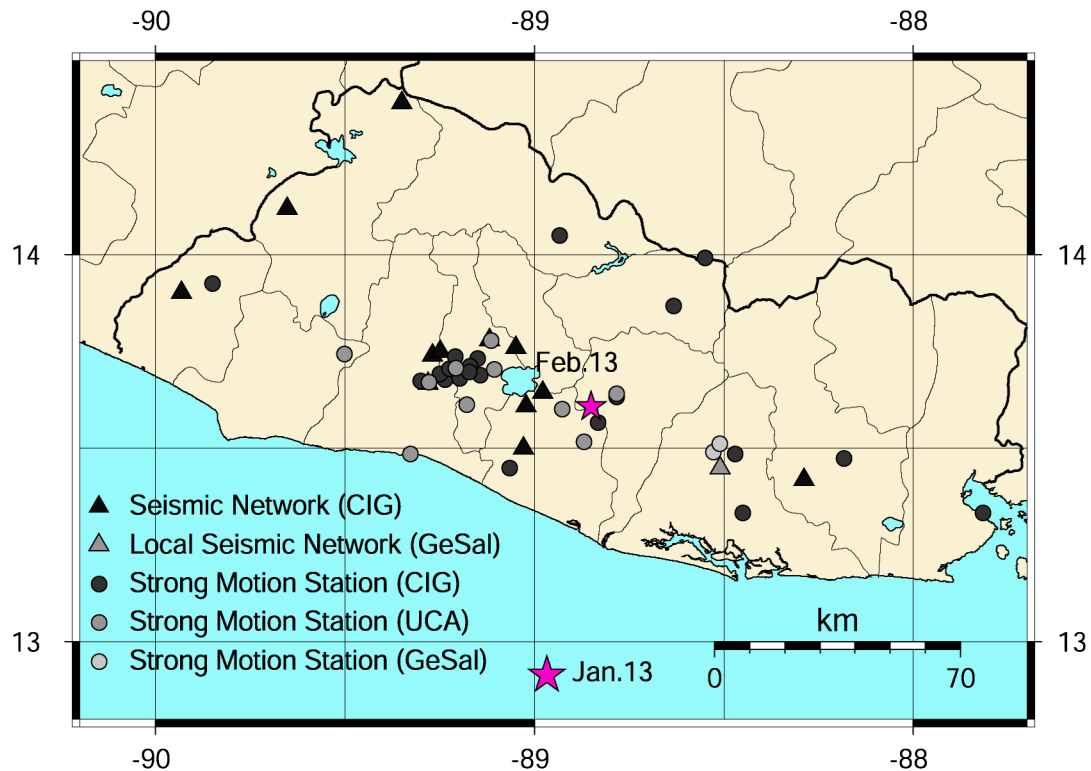 -90 -89 -88
14 14
Feb.13
Seismic Network (CIG)
Local Seismic Network (GeSal)
Strong Motion Station (CIG)
Strong Motion Station (UCA)
Strong Motion Station (GeSal)
km
0 70
13 13
Jan.13
-90 -89 -88